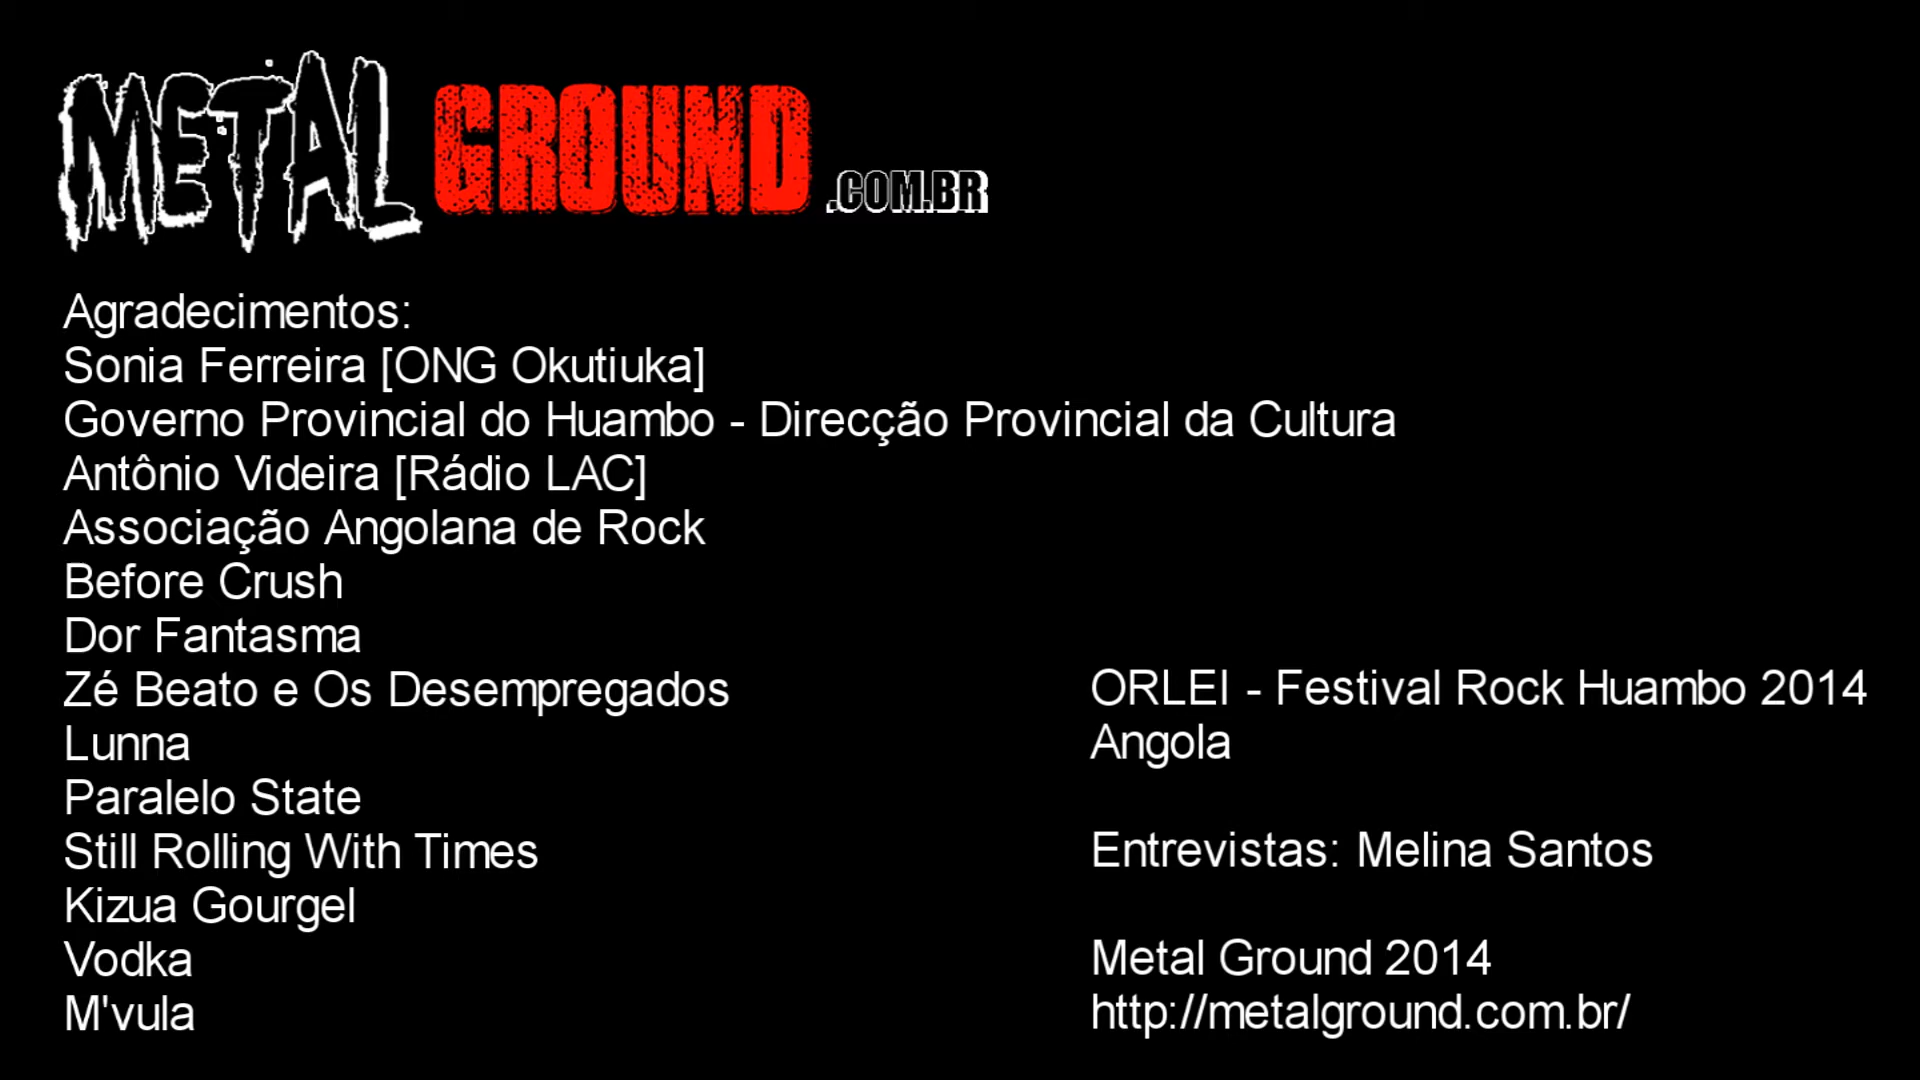 METAL GROUND .COM.BR
Agradecimentos:
Sonia Ferreira [ONG Okutiuka]
Governo Provincial do Huambo - Direcção Provincial da Cultura
Antônio Videira [Rádio LAC]
Associação Angolana de Rock
Before Crush
Dor Fantasma
Zé Beato e Os Desempregados
Lunna
Paralelo State
Still Rolling With Times
Kizua Gourgel
Vodka
M'vula
ORLEI - Festival Rock Huambo 2014
Angola
Entrevistas: Melina Santos
Metal Ground 2014
http://metalground.com.br/